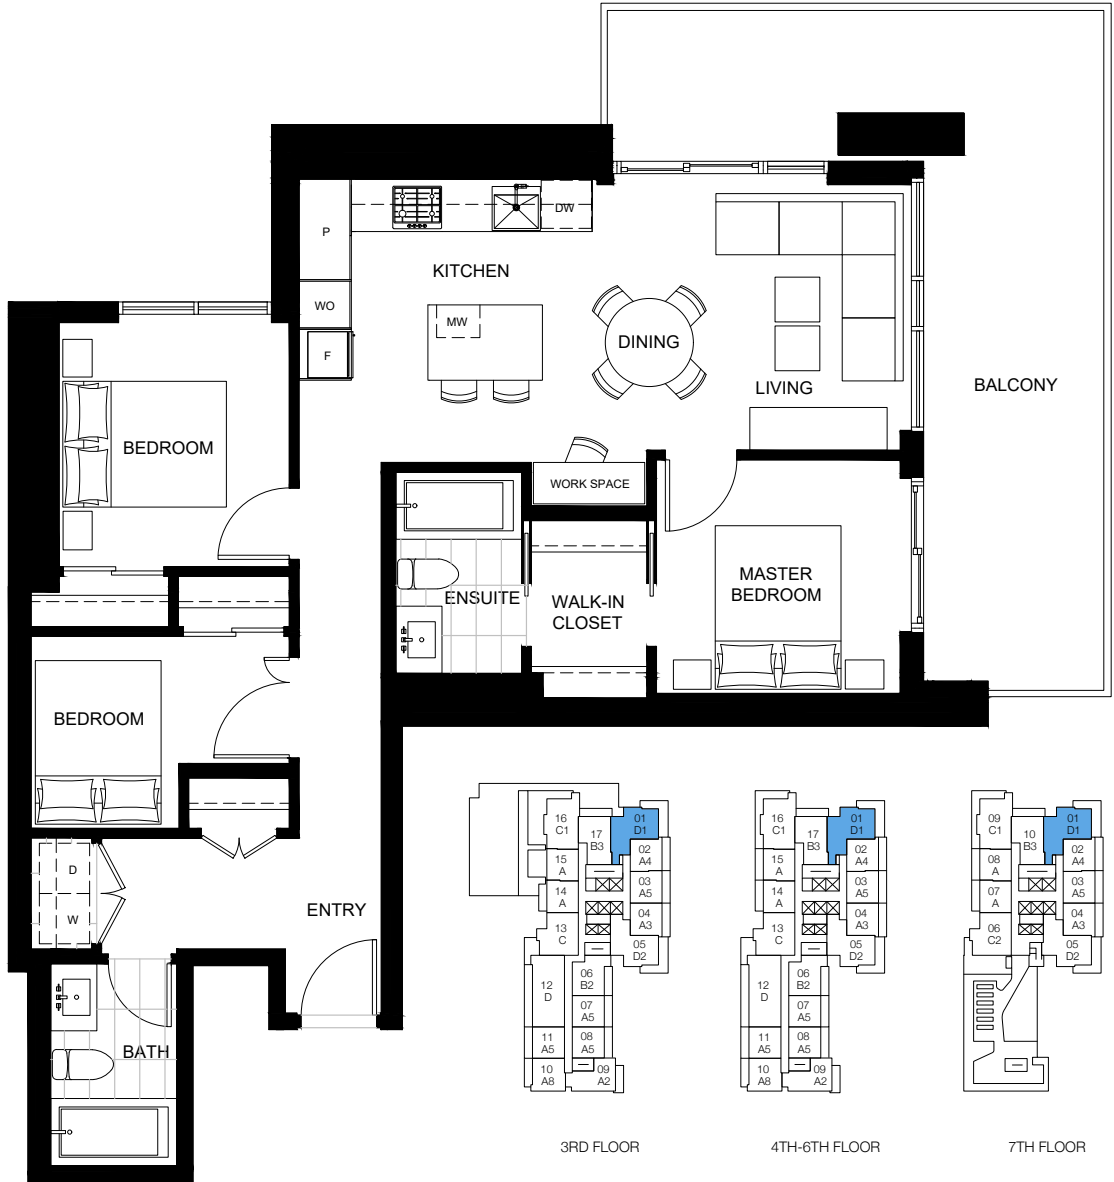 P
DW
KITCHEN
WO
MW
F
DINING
LIVING
BALCONY
BEDROOM
WORK SPACE
MASTER
BEDROOM
ENSUITE
WALK-IN
CLOSET
BEDROOM
D
W
ENTRY
BATH
16
C1
17
B3
01
D1
15
A
02
A4
14
A
03
A5
13
C
04
A3
05
D2
12
D
06
B2
07
A5
11
A5
08
A5
10
A8
09
A2
3RD FLOOR
16
C1
17
B3
01
D1
15
A
02
A4
14
A
03
A5
13
C
04
A3
05
D2
12
D
06
B2
07
A5
11
A5
08
A5
10
A8
09
A2
4TH-6TH FLOOR
09
C1
10
B3
01
D1
08
A
02
A4
07
A
03
A5
06
C2
04
A3
05
D2
7TH FLOOR